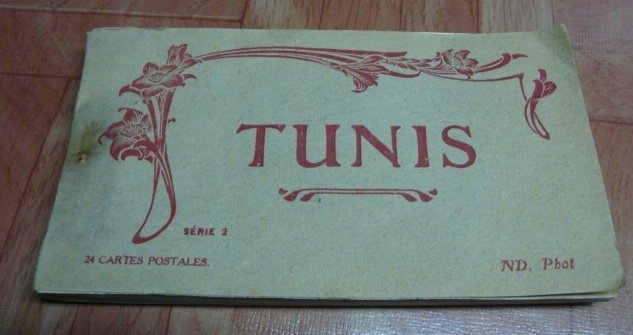 TUNIS
SÉRIE 2
24 CARTES POSTALES.
ND. Phot